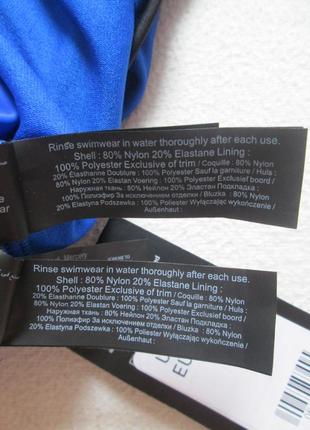 Rinse swimwear in water thoroughly after each use.
Shell : 80% Nylon 20% Elastane Lining :
100% Polyester Exclusive of trim / Coquille : 80% Nylon
20% Elasthanne Doublure : 100% Polyester Sauf la garniture / Huls :
80% Nylon 20% Elastan Voering : 100% Polyester Exclusief boord /
Наружная ткань : 80% Нейлон 20% Эластан Подкладка :
100% Полиэфир За исключением отделки / Bluzka : 80% Nylon
20% Elastyna Podszewka : 100% Poliester Wyłączając wykończenie /
Außenhaut :
Mercery
Rinse swimwear in water thoroughly after each use.
Shell : 80% Nylon 20% Elastane Lining :
100% Polyester Exclusive of trim / Coquille : 80% Nylon
20% Elasthanne Doublure : 100% Polyester Sauf la garniture / Huls :
80% Nylon 20% Elastan Voering : 100% Polyester Exclusief boord /
Наружная ткань : 80% Нейлон 20% Эластан Подкладка :
100% Полиэфир За исключением отделки / Bluzka : 80% Nylon
20% Elastyna Podszewka : 100% Poliester Wyłączając wykończenie /
Außenhaut :